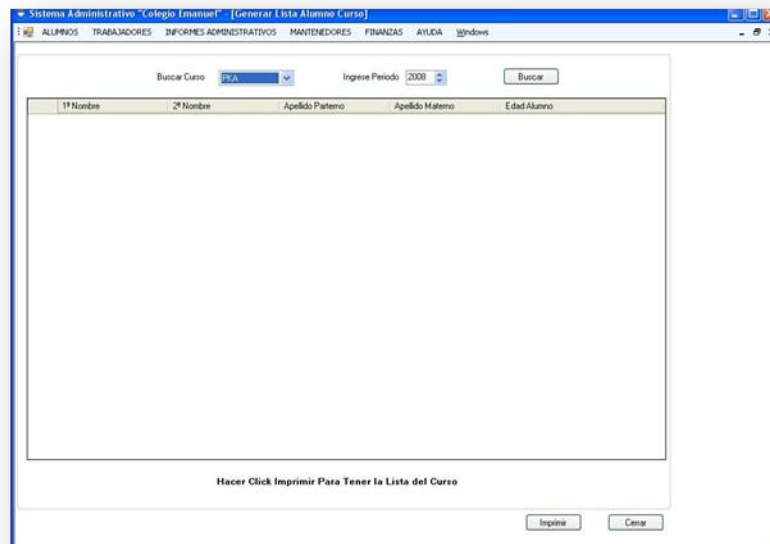 Sistema Administrativo "Colegio Emanuel" - [Generar Lista Alumno Curso]
ALUMNOS TRABAJADORES INFORMES ADMINISTRATIVOS MANTENEDORES FINANZAS AYUDA Windows
Buscar Curso PKA Ingrese Periodo 2008 Buscar
1º Nombre 2º Nombre Apellido Parterno Apellido Materno Edad Alumno
Hacer Click Imprimir Para Tener la Lista del Curso
Imprimir Cerrar